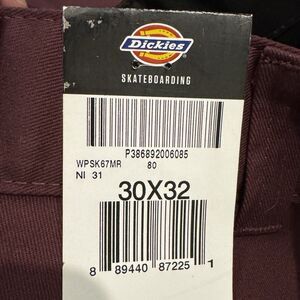 Dickies
SKATEBOARDING
P386892006085
WPSK67MR 80
NI 31
30X32
8 89440 87225 1